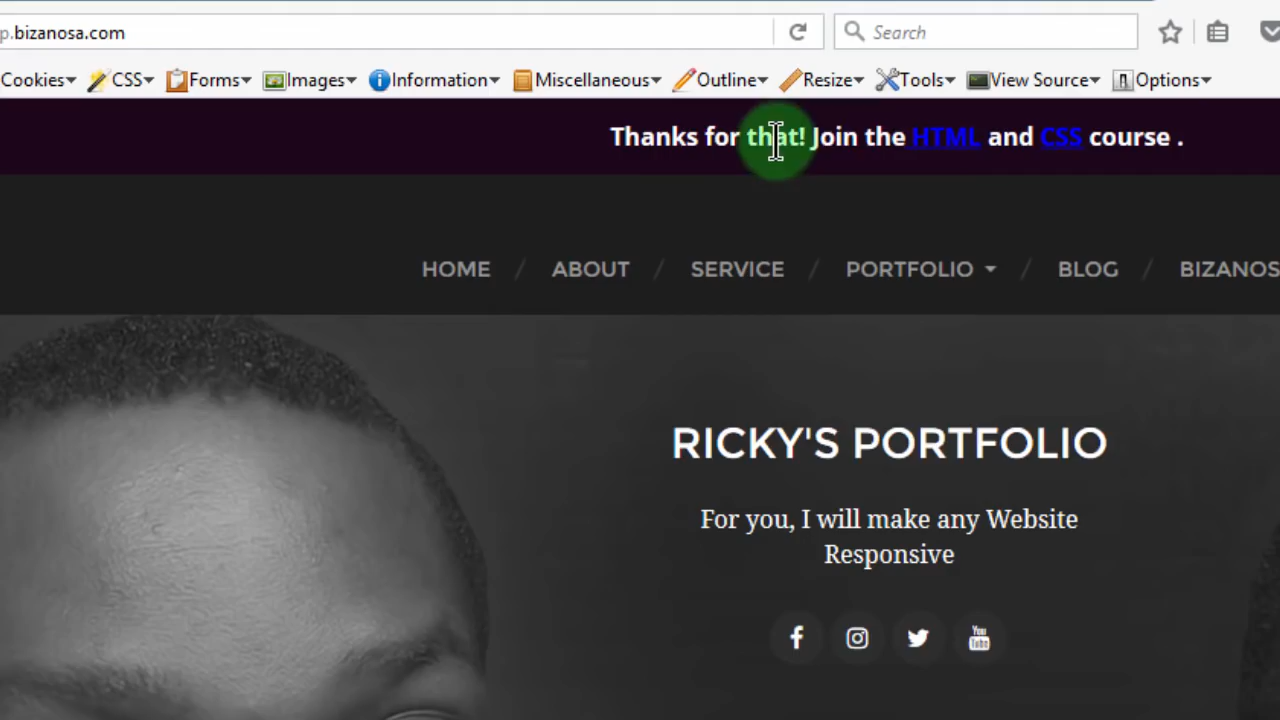 p.bizanosa.com
Search
Cookies CSS Forms Images Information Miscellaneous Outline Resize Tools View Source Options
Thanks for that! Join the HTML and CSS course .
HOME / ABOUT / SERVICE / PORTFOLIO / BLOG / BIZANOS
RICKY'S PORTFOLIO
For you, I will make any Website
Responsive
You
Tube